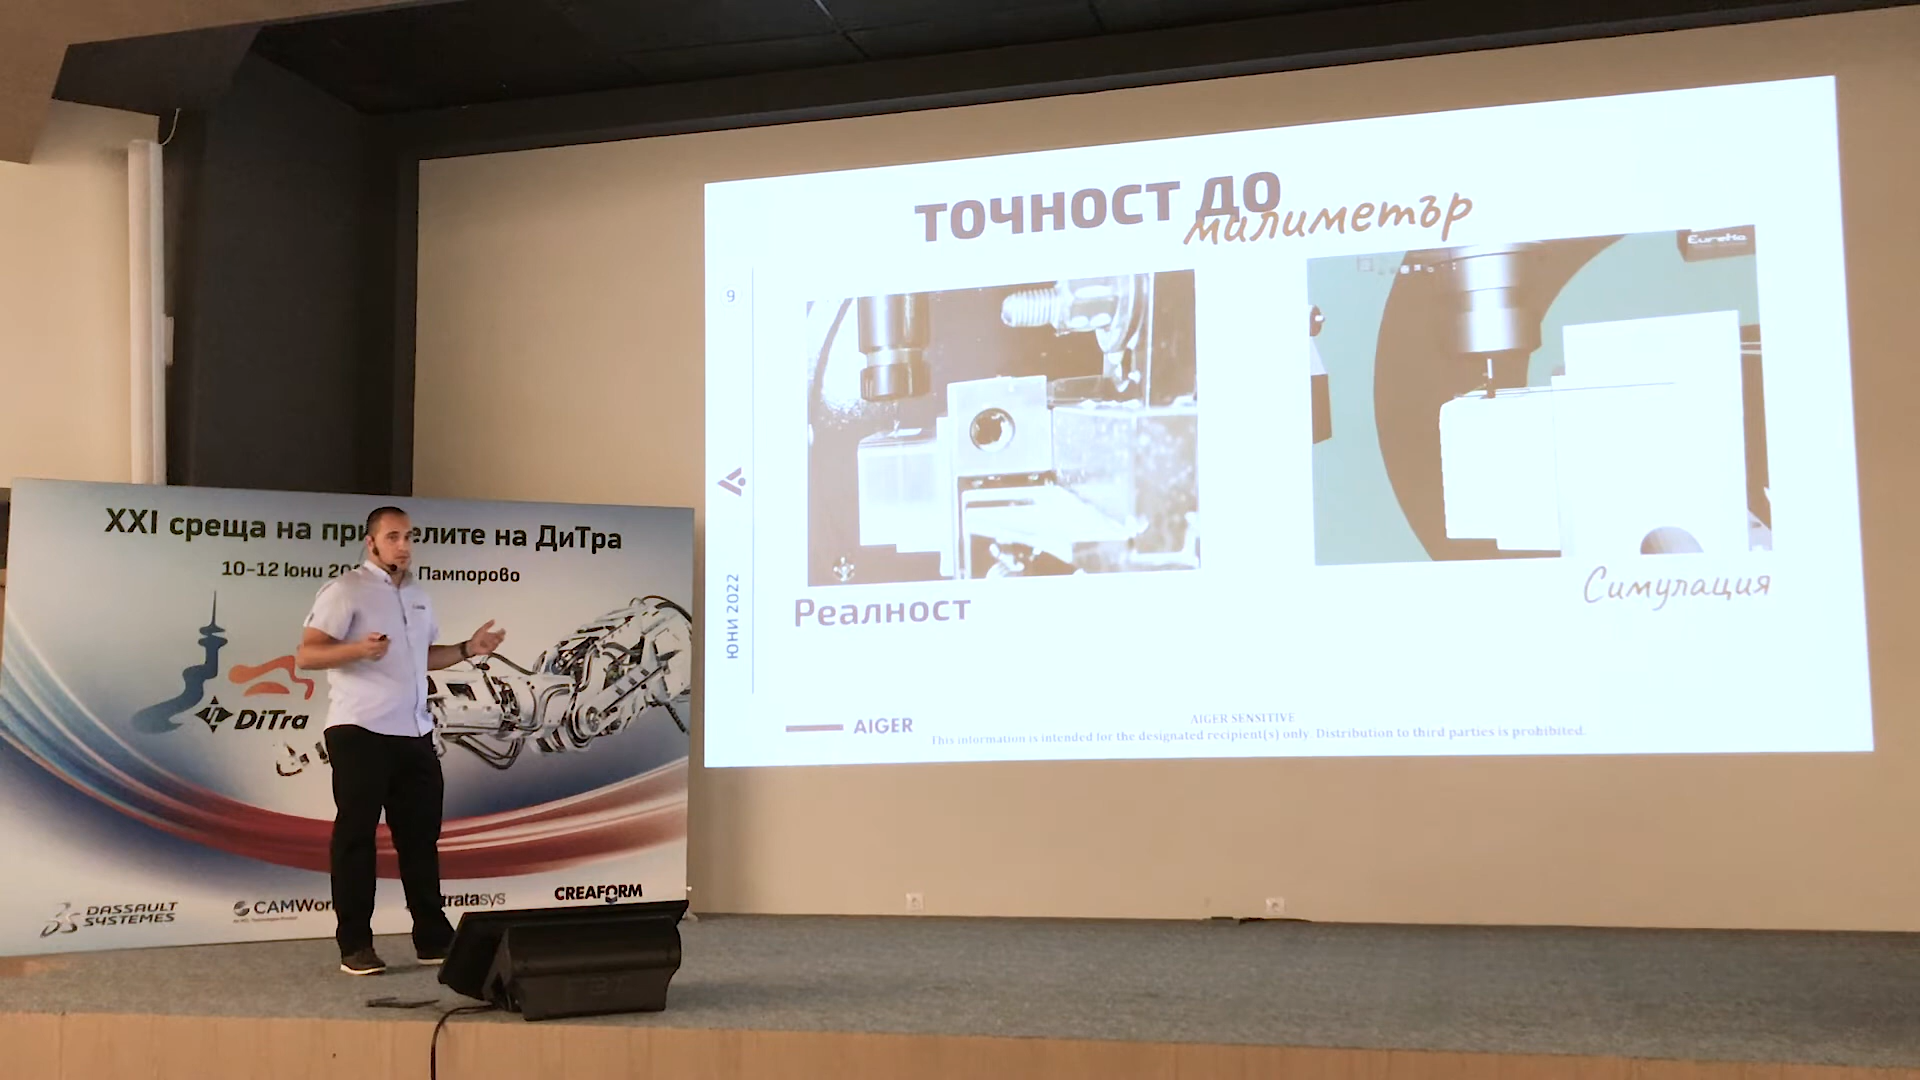 XXI среща на при елите на ДиТра
10-12 Юни 20 Пампорово
DiTra
DASSAULT
SYSTEMES
CAMWor
tratasys
CREAFORM
ТОЧНОСТ ДО
милиметър
9
EureKa
Реалност
Симулация
ЮНИ 2022
AIGER
AIGER SENSITIVE
This information is intended for the designated recipient(s) only. Distribution to third parties is prohibited.